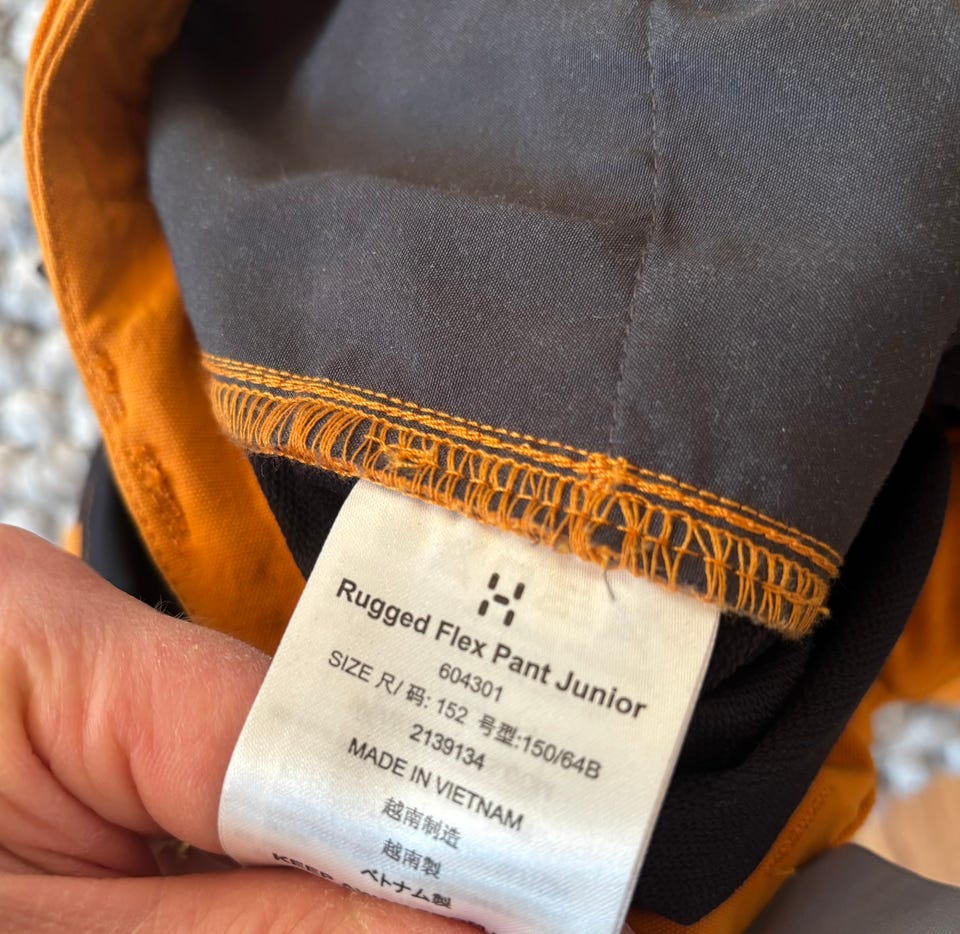 Rugged Flex Pant Junior
604301
SIZE 尺/ 码: 152 号型:150/64B
2139134
MADE IN VIETNAM
越南制造
越南製
ベトナム製
KEEP